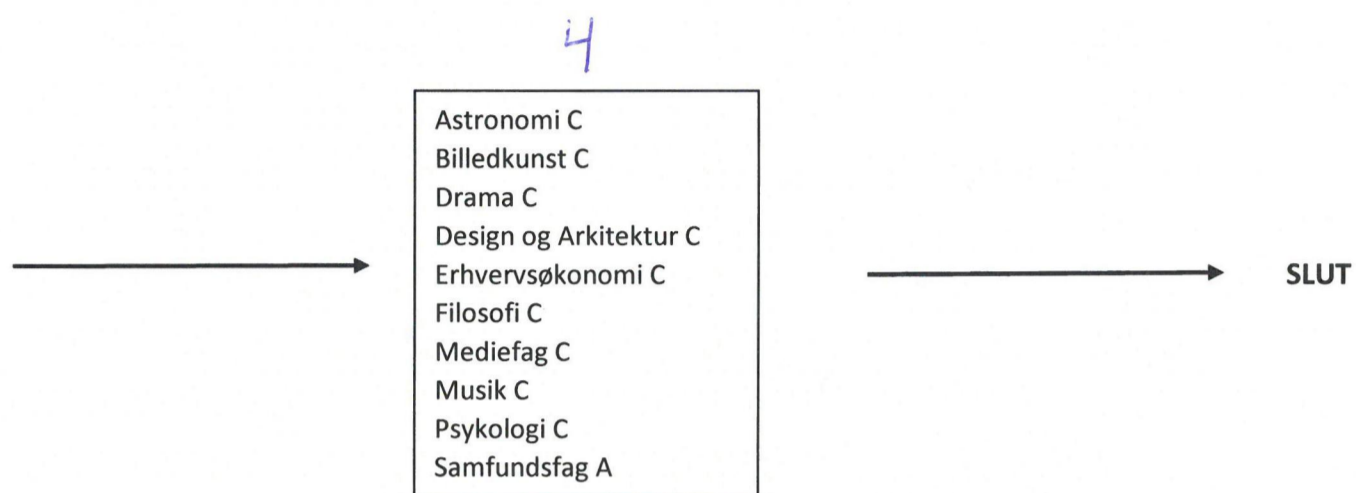 4
Astronomi C
Billedkunst C
Drama C
Design og Arkitektur C
Erhvervsøkonomi C
Filosofi C
Mediefag C
Musik C
Psykologi C
Samfundsfag A
SLUT